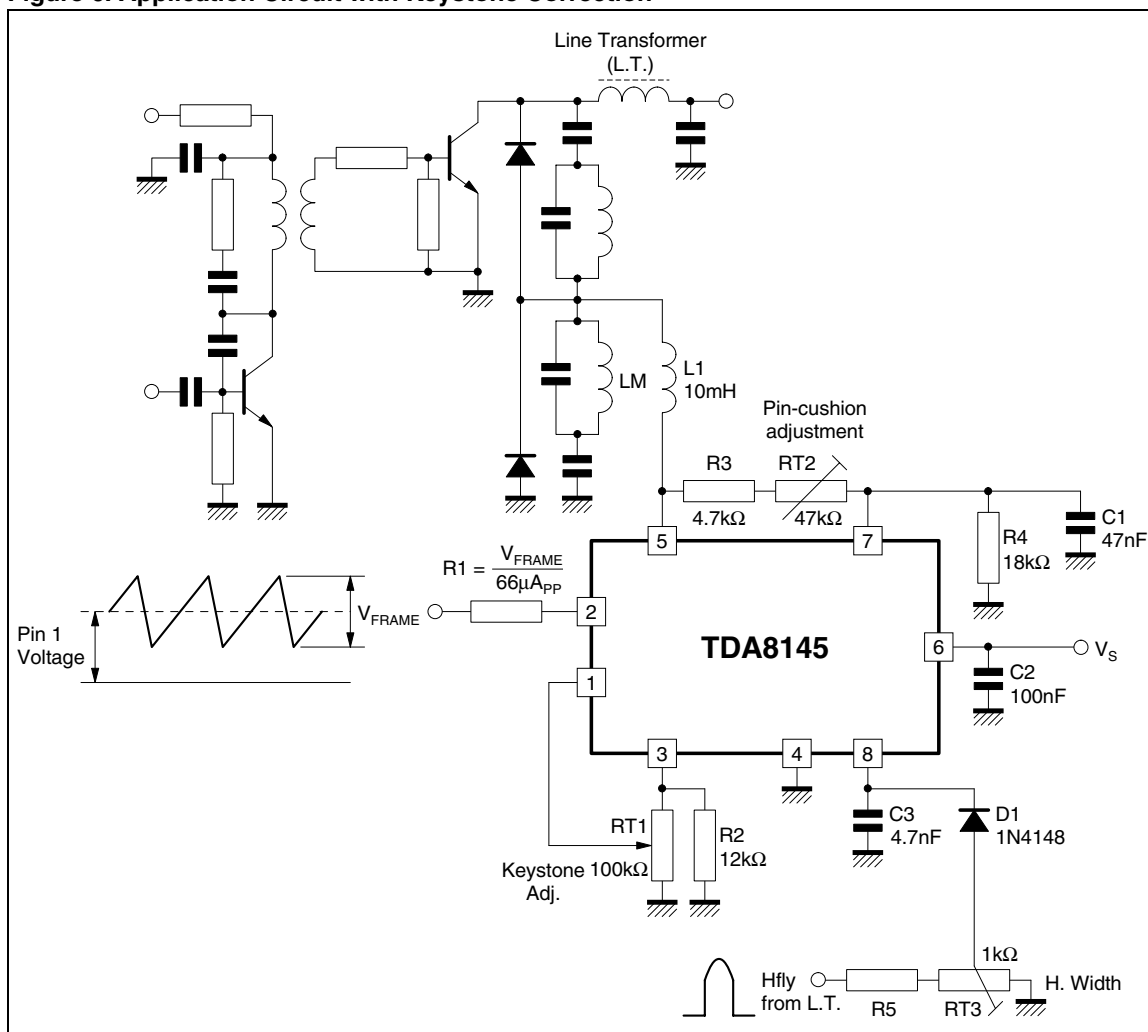 Figure 6. Application Circuit with Keystone Correction
Line Transformer
(L.T.)
LM
L1
10mH
Pin-cushion
adjustment
R3
4.7kΩ
RT2
47kΩ
C1
47nF
R4
18kΩ
5
7
R1 = VFRAME
66μAPP
VFRAME
Pin 1
Voltage
2
TDA8145
6
VS
1
C2
100nF
3
4
8
RT1
100kΩ
Keystone
Adj.
R2
12kΩ
C3
4.7nF
D1
1N4148
1kΩ
Hfly
from L.T.
R5
RT3
H. Width